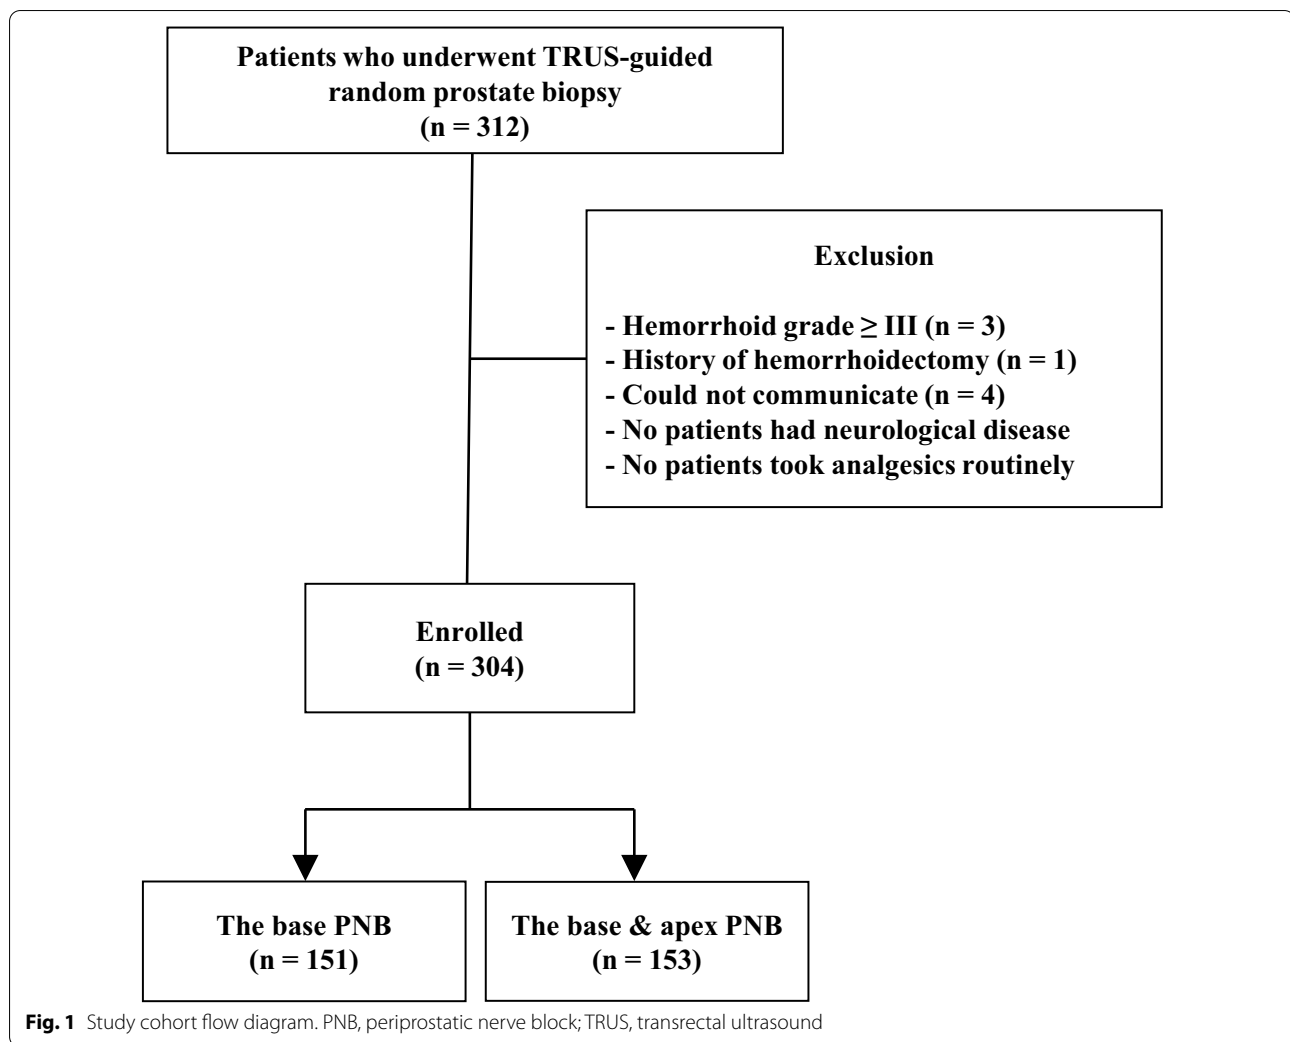 Patients who underwent TRUS-guided
random prostate biopsy
(n = 312)
Exclusion
- Hemorrhoid grade ≥ III (n = 3)
- History of hemorrhoidectomy (n = 1)
- Could not communicate (n = 4)
- No patients had neurological disease
- No patients took analgesics routinely
Enrolled
(n = 304)
The base PNB
(n = 151)
The base & apex PNB
(n = 153)
Fig. 1 Study cohort flow diagram. PNB, periprostatic nerve block; TRUS, transrectal ultrasound